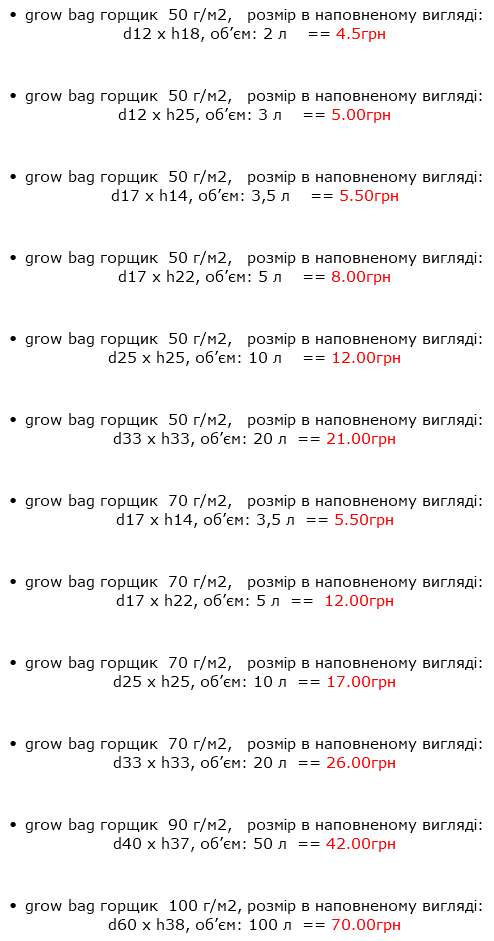 • grow bag горщик 50 г/м2, розмір в наповненому вигляді:
d12 x h18, об’єм: 2 л == 4.5грн
• grow bag горщик 50 г/м2, розмір в наповненому вигляді:
d12 x h25, об’єм: 3 л == 5.00грн
• grow bag горщик 50 г/м2, розмір в наповненому вигляді:
d17 x h14, об’єм: 3,5 л == 5.50грн
• grow bag горщик 50 г/м2, розмір в наповненому вигляді:
d17 x h22, об’єм: 5 л == 8.00грн
• grow bag горщик 50 г/м2, розмір в наповненому вигляді:
d25 x h25, об’єм: 10 л == 12.00грн
• grow bag горщик 50 г/м2, розмір в наповненому вигляді:
d33 x h33, об’єм: 20 л == 21.00грн
• grow bag горщик 70 г/м2, розмір в наповненому вигляді:
d17 x h14, об’єм: 3,5 л == 5.50грн
• grow bag горщик 70 г/м2, розмір в наповненому вигляді:
d17 x h22, об’єм: 5 л == 12.00грн
• grow bag горщик 70 г/м2, розмір в наповненому вигляді:
d25 x h25, об’єм: 10 л == 17.00грн
• grow bag горщик 70 г/м2, розмір в наповненому вигляді:
d33 x h33, об’єм: 20 л == 26.00грн
• grow bag горщик 90 г/м2, розмір в наповненому вигляді:
d40 x h37, об’єм: 50 л == 42.00грн
• grow bag горщик 100 г/м2, розмір в наповненому вигляді:
d60 x h38, об’єм: 100 л == 70.00грн